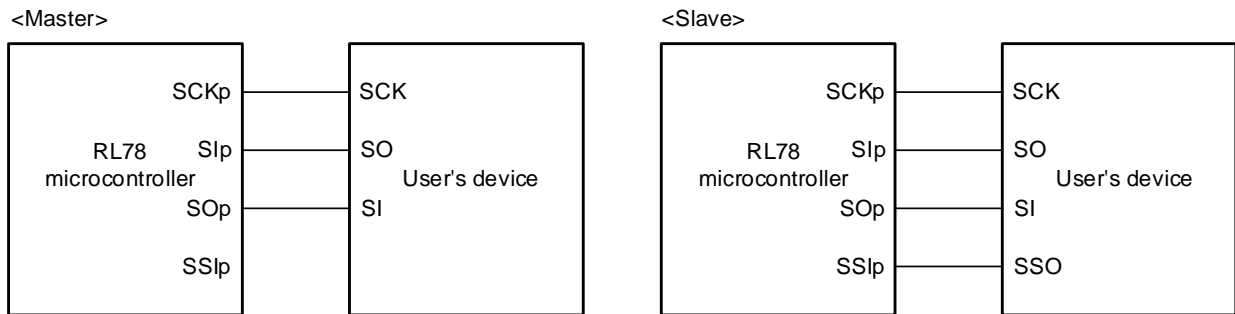 <Master>
SCKp
SCK
RL78
microcontroller
SIp
SO
User's device
SOp
SI
SSIp
<Slave>
SCKp
SCK
RL78
microcontroller
SIp
SO
User's device
SOp
SI
SSIp
SSO